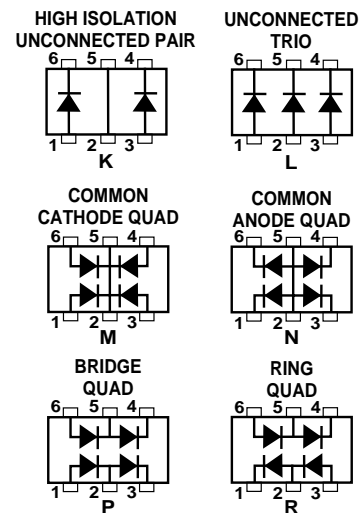 HIGH ISOLATION
UNCONNECTED PAIR
6 5 4
1 2 3
K
UNCONNECTED
TRIO
6 5 4
1 2 3
L
COMMON
CATHODE QUAD
6 5 4
1 2 3
M
COMMON
ANODE QUAD
6 5 4
1 2 3
N
BRIDGE
QUAD
6 5 4
1 2 3
P
RING
QUAD
6 5 4
1 2 3
R